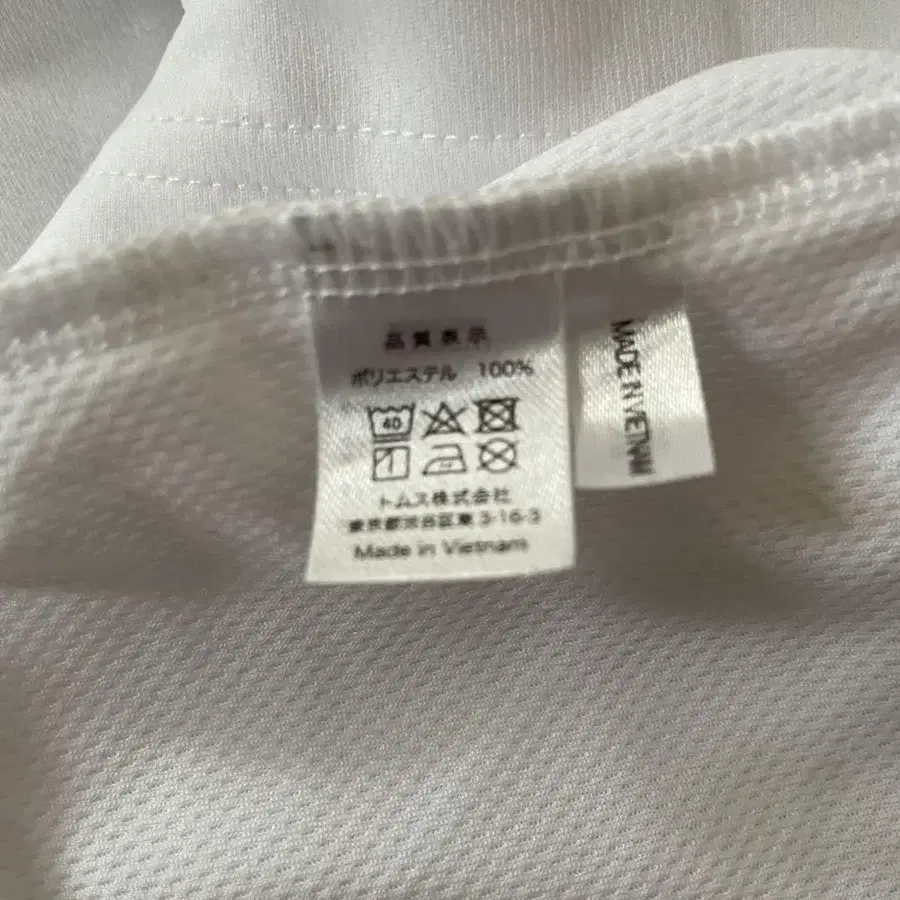 品質表示
ポリエステル 100%
40
トムス株式会社
東京都渋谷区東 3-16-3
Made in Vietnam
MADE IN VIETNAM